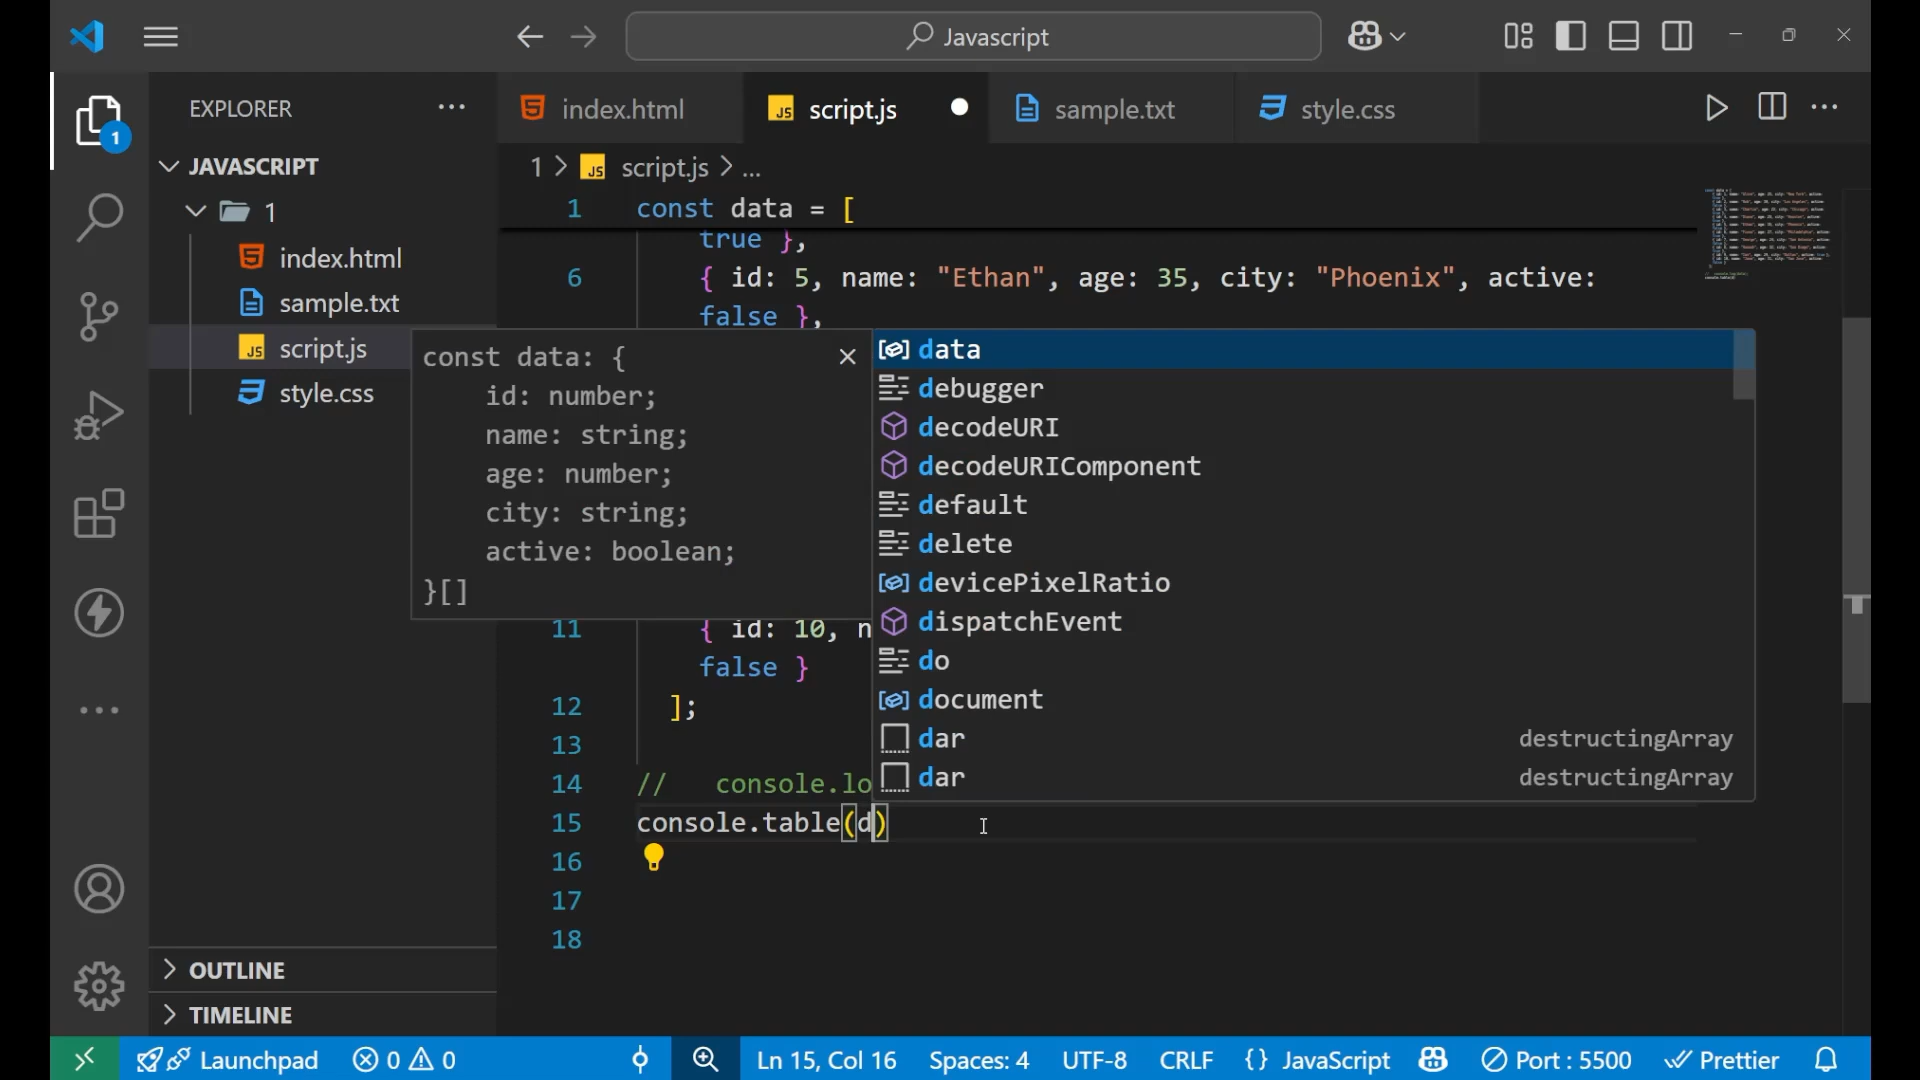 Javascript
EXPLORER
index.html
script.js
sample.txt
style.css
1
JAVASCRIPT
1
index.html
sample.txt
script.js
style.css
1 > script.js > ...
1 const data = [
true },
6 { id: 5, name: "Ethan", age: 35, city: "Phoenix", active:
false },
const data: {
id: number;
name: string;
age: number;
city: string;
active: boolean;
}[]
data
debugger
decodeURI
decodeURIComponent
default
delete
devicePixelRatio
dispatchEvent
do
document
dar destructingArray
dar destructingArray
11 { id: 10, n
false }
12 ];
13
14 // console.lo
15 console.table(d)
16
17
18
OUTLINE
TIMELINE
Launchpad 0 0 Ln 15, Col 16 Spaces: 4 UTF-8 CRLF {} JavaScript Port : 5500 Prettier